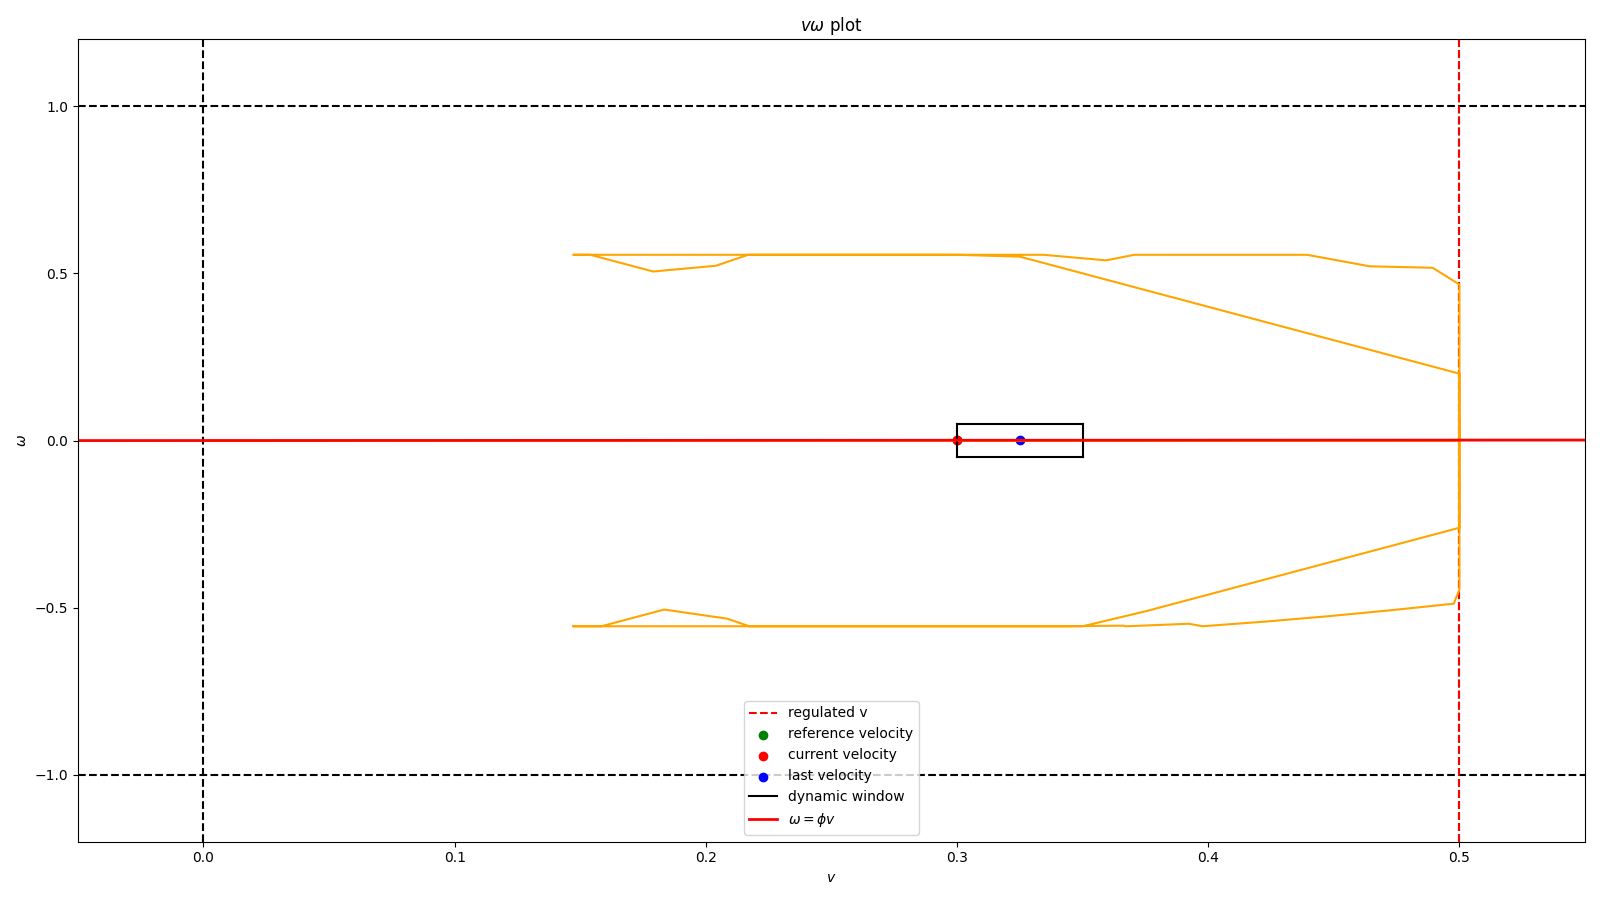 vω plot
1.0
0.5
0.0
−0.5
−1.0
ω
0.0
0.1
0.2
0.3
0.4
0.5
v
regulated v
reference velocity
current velocity
last velocity
dynamic window
ω = ϕv